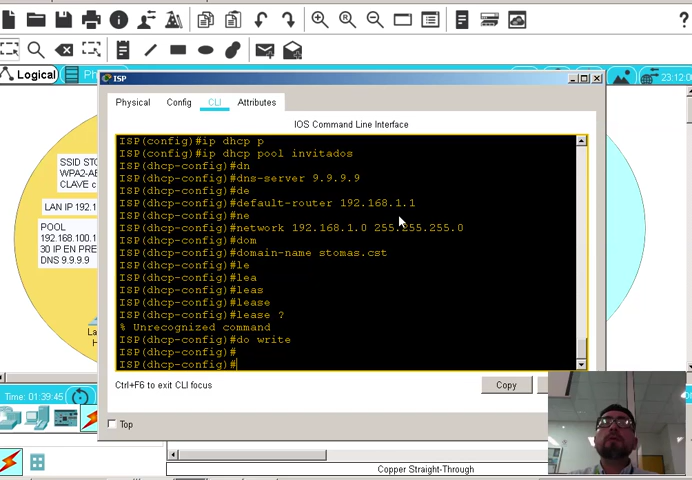 ?
Logical
Ph
23:12:0
SSID STO
WPA2-AE
CLAVE c
LAN IP 192.1
POOL
192.168.100.1
30 IP EN PRE
DNS 9.9.9.9
La
H
ISP
Physical Config CLI Attributes
IOS Command Line Interface
ISP(config)#ip dhcp p
ISP(config)#ip dhcp pool invitados
ISP(dhcp-config)#dn
ISP(dhcp-config)#dns-server 9.9.9.9
ISP(dhcp-config)#de
ISP(dhcp-config)#default-router 192.168.1.1
ISP(dhcp-config)#ne
ISP(dhcp-config)#network 192.168.1.0 255.255.255.0
ISP(dhcp-config)#dom
ISP(dhcp-config)#domain-name stomas.cst
ISP(dhcp-config)#le
ISP(dhcp-config)#lea
ISP(dhcp-config)#leas
ISP(dhcp-config)#lease
ISP(dhcp-config)#lease ?
% Unrecognized command
ISP(dhcp-config)#do write
ISP(dhcp-config)#
ISP(dhcp-config)#
Ctrl+F6 to exit CLI focus
Copy
Top
Time: 01:39:45
Copper Straight-Through